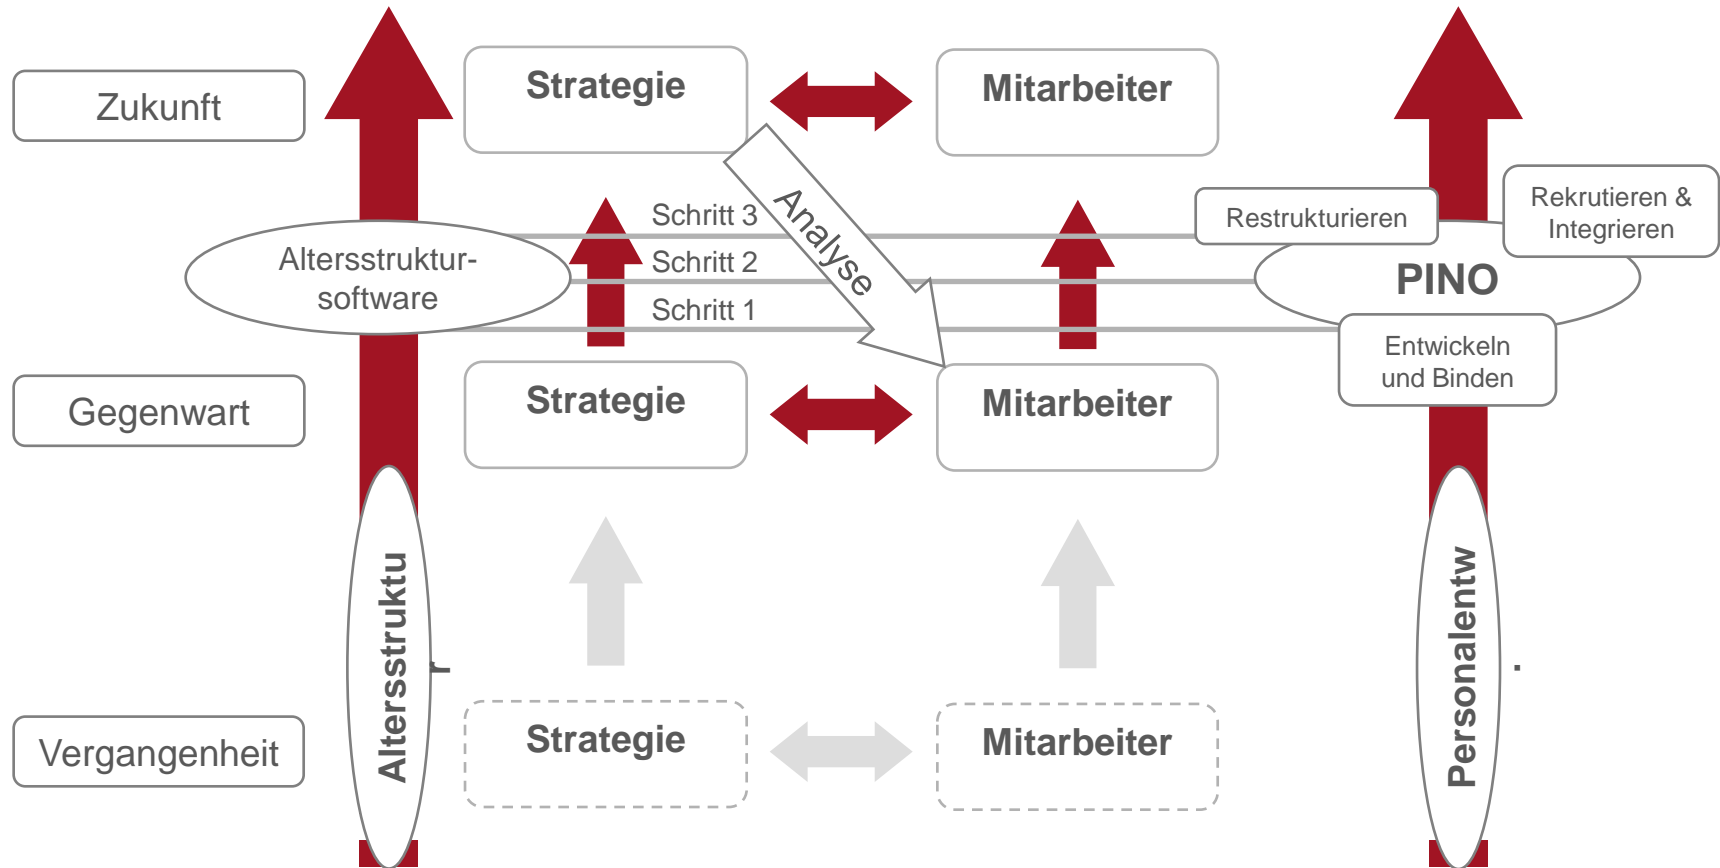 Zukunft
Strategie
Mitarbeiter
Analyse
Schritt 3
Schritt 2
Schritt 1
Altersstruktur-
software
Restrukturieren
Rekrutieren &
Integrieren
PINO
Entwickeln
und Binden
Gegenwart
Strategie
Mitarbeiter
Altersstruktu
r
Personalentw
.
Vergangenheit
Strategie
Mitarbeiter